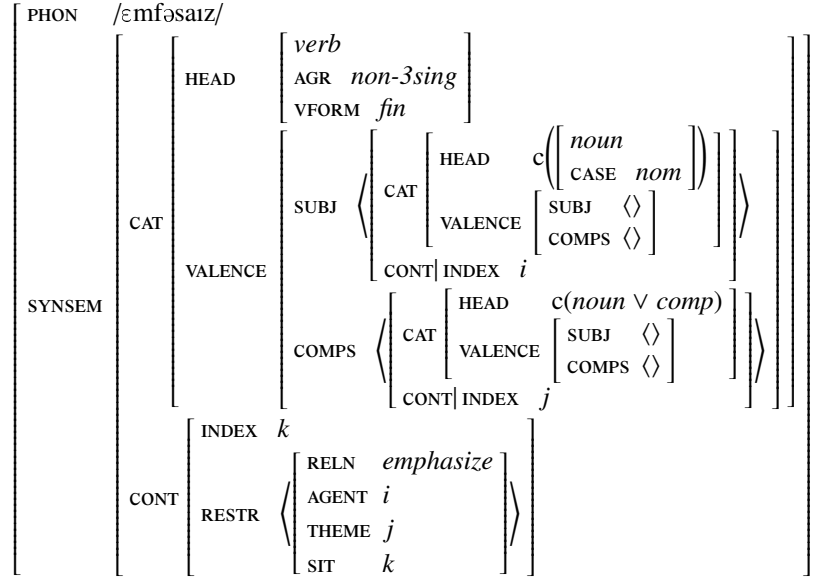 PHON /ɛmfəsaɪz/
verb
HEAD AGR non-3sing
VFORM fin
noun
HEAD c([ ])
CASE nom
SUBJ ⟨ CAT
SUBJ ⟨⟩
VALENCE
COMPS ⟨⟩
CAT
CONT| INDEX i
VALENCE
HEAD c(noun ∨ comp)
SYNSEM
CAT SUBJ ⟨⟩
COMPS VALENCE
COMPS ⟨⟩
CONT| INDEX j
INDEX k
RELN emphasize
CONT AGENT i
RESTR
THEME j
SIT k